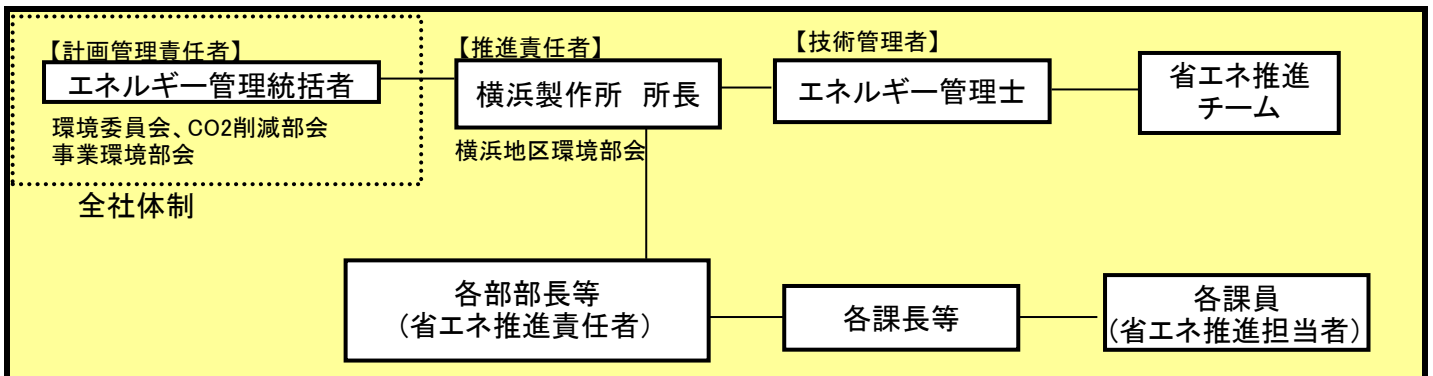 【計画管理責任者】
エネルギー管理統括者
環境委員会、CO2削減部会
事業環境部会
全社体制
【推進責任者】
横浜製作所 所長
横浜地区環境部会
【技術管理者】
エネルギー管理士
省エネ推進
チーム
各部部長等
(省エネ推進責任者)
各課長等
各課員
(省エネ推進担当者)